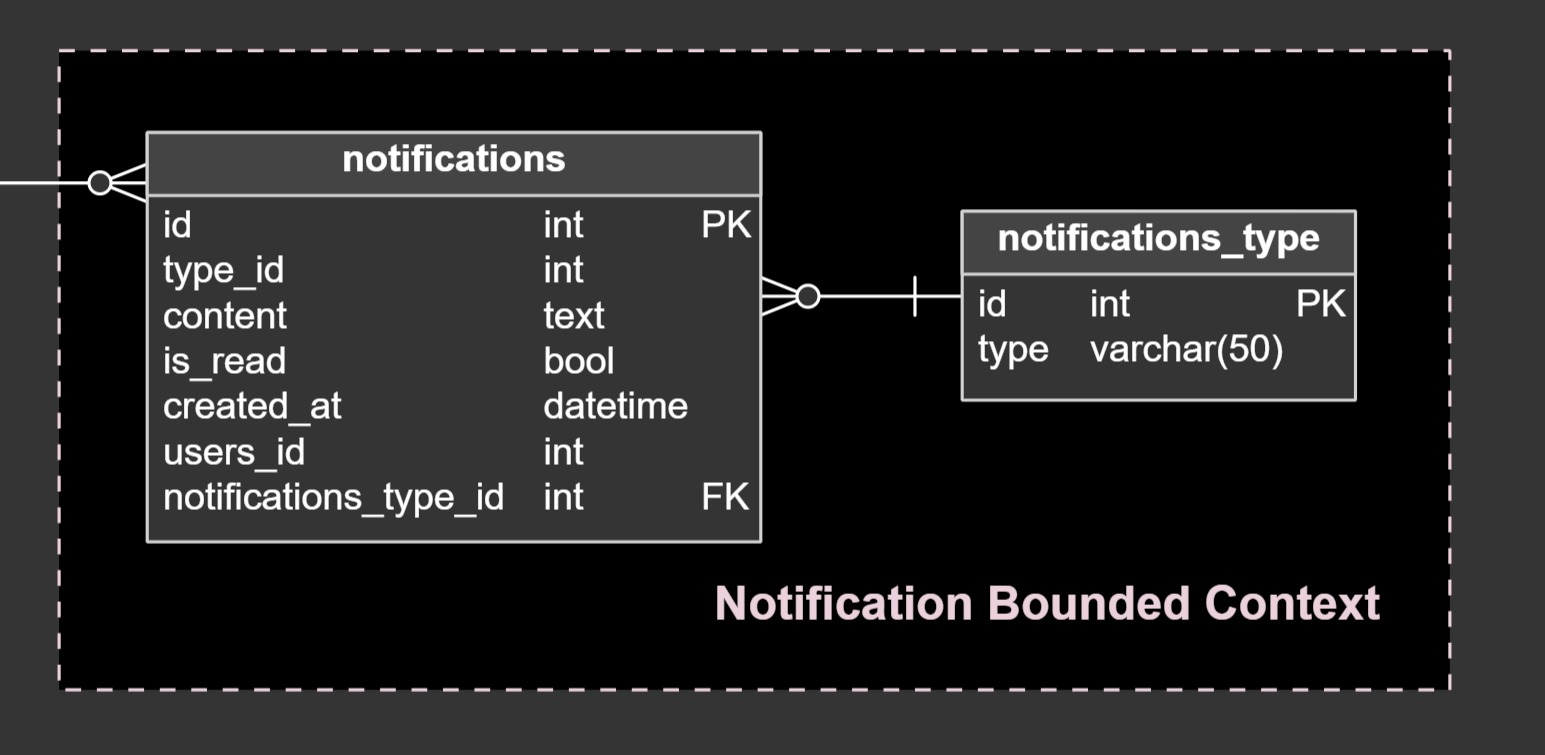 notifications
id int PK
type_id int
content text
is_read bool
created_at datetime
users_id int
notifications_type_id int FK
notifications_type
id int PK
type varchar(50)
Notification Bounded Context